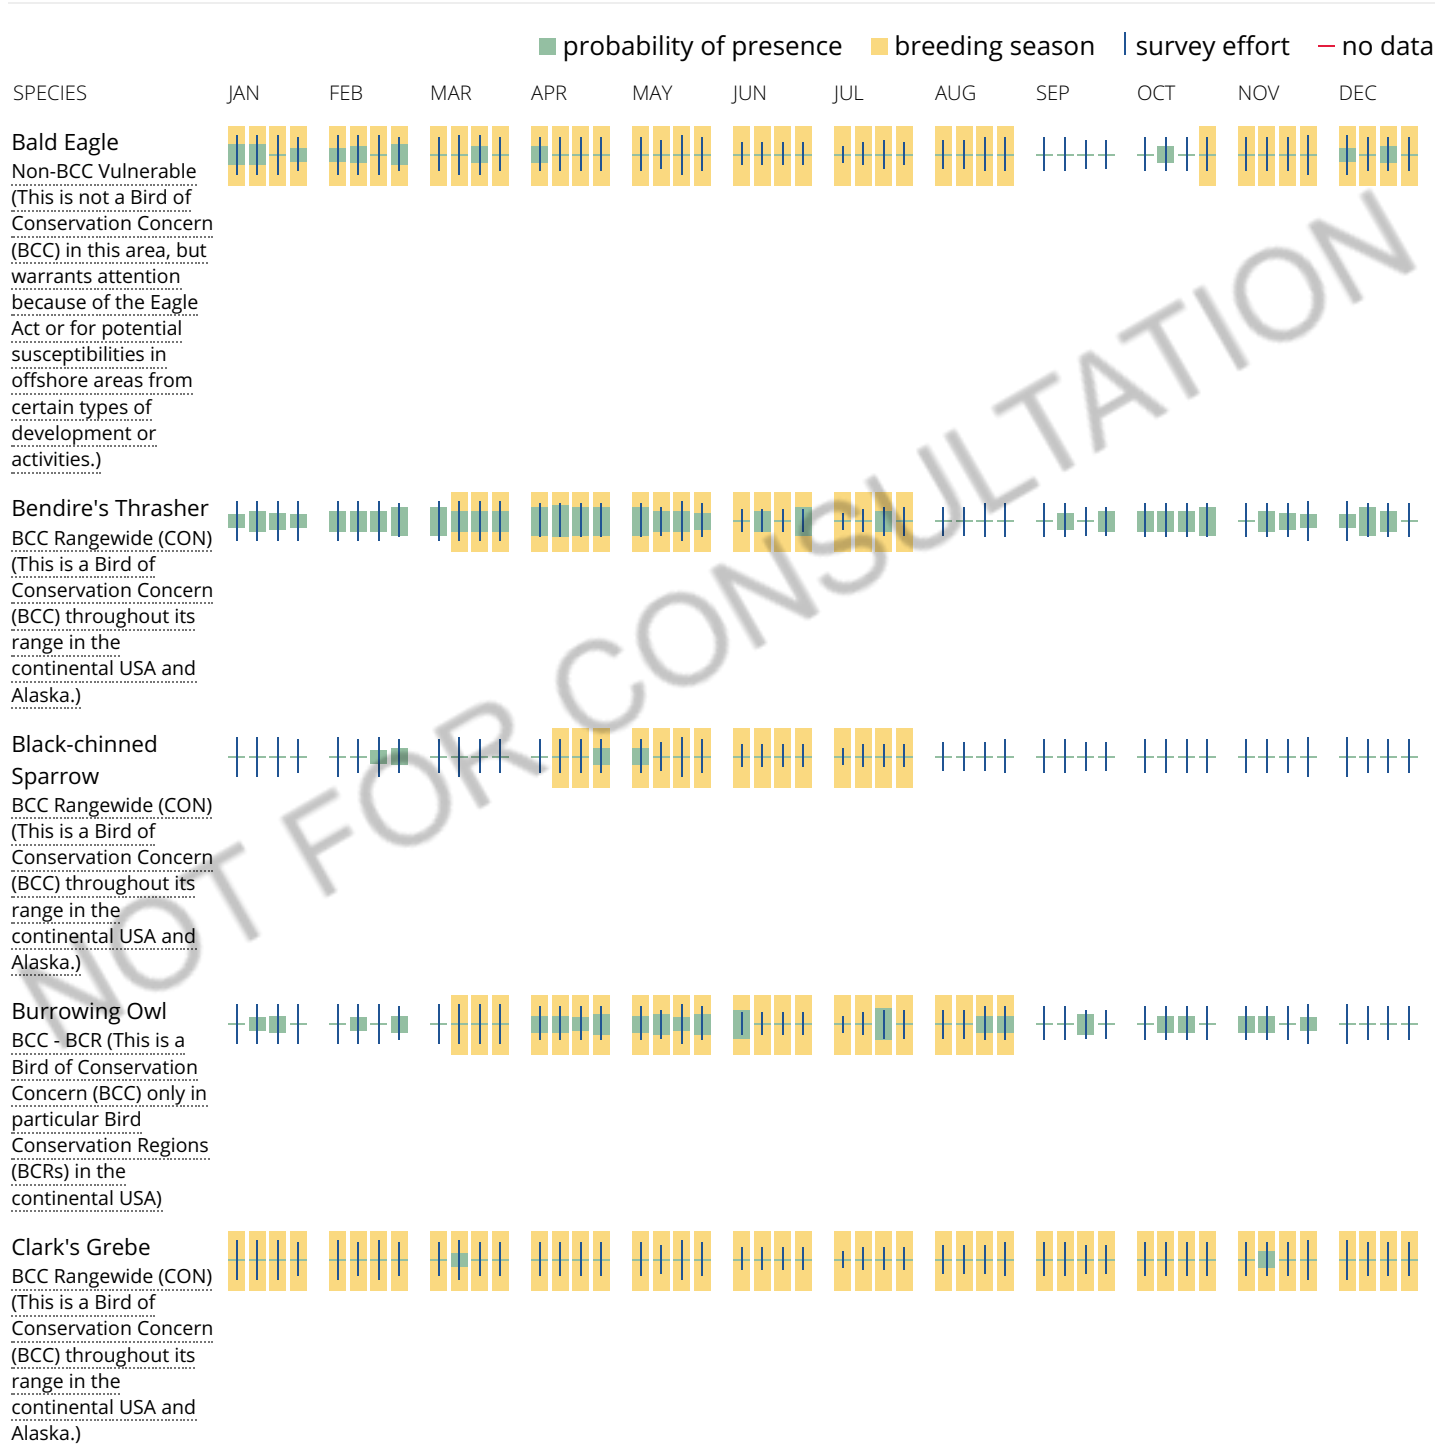 probability of presence breeding season survey effort no data
SPECIES JAN FEB MAR APR MAY JUN JUL AUG SEP OCT NOV DEC
Bald Eagle
Non-BCC Vulnerable
(This is not a Bird of
Conservation Concern
(BCC) in this area, but
warrants attention
because of the Eagle
Act or for potential
susceptibilities in
offshore areas from
certain types of
development or
activities.)
Bendire's Thrasher
BCC Rangewide (CON)
(This is a Bird of
Conservation Concern
(BCC) throughout its
range in the
continental USA and
Alaska.)
Black-chinned
Sparrow
BCC Rangewide (CON)
(This is a Bird of
Conservation Concern
(BCC) throughout its
range in the
continental USA and
Alaska.)
Burrowing Owl
BCC - BCR (This is a
Bird of Conservation
Concern (BCC) only in
particular Bird
Conservation Regions
(BCRs) in the
continental USA)
Clark's Grebe
BCC Rangewide (CON)
(This is a Bird of
Conservation Concern
(BCC) throughout its
range in the
continental USA and
Alaska.)
NOT FOR CONSULTATION